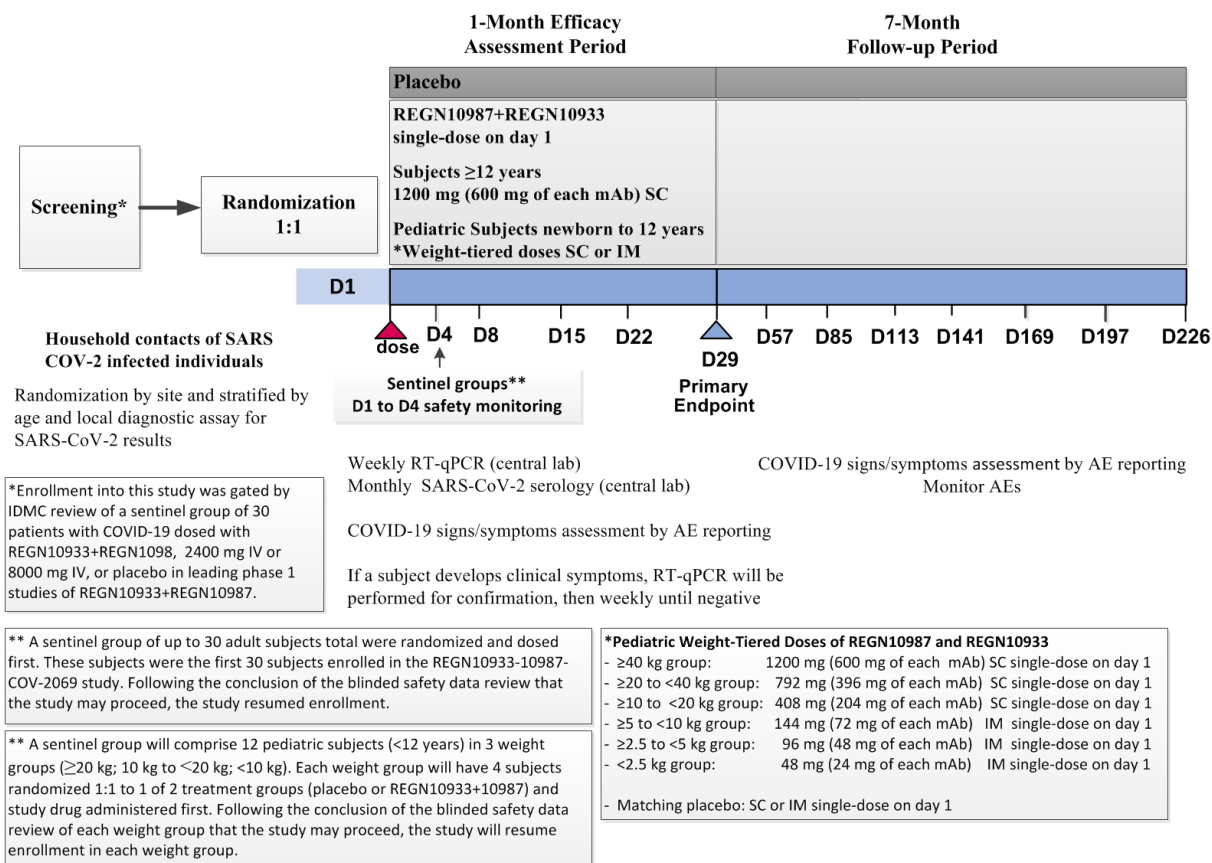 1-Month Efficacy
Assessment Period
7-Month
Follow-up Period
Placebo
REGN10987+REGN10933
single-dose on day 1
Subjects ≥12 years
1200 mg (600 mg of each mAb) SC
Pediatric Subjects newborn to 12 years
*Weight-tiered doses SC or IM
Screening*
Randomization
1:1
D1
dose
D4
D8
D15
D22
D29
Primary
Endpoint
D57
D85
D113
D141
D169
D197
D226
Sentinel groups**
D1 to D4 safety monitoring
Household contacts of SARS
COV-2 infected individuals
Randomization by site and stratified by
age and local diagnostic assay for
SARS-CoV-2 results
Weekly RT-qPCR (central lab)
Monthly SARS-CoV-2 serology (central lab)
COVID-19 signs/symptoms assessment by AE reporting
If a subject develops clinical symptoms, RT-qPCR will be
performed for confirmation, then weekly until negative
COVID-19 signs/symptoms assessment by AE reporting
Monitor AEs
*Enrollment into this study was gated by
IDMC review of a sentinel group of 30
patients with COVID-19 dosed with
REGN10933+REGN1098, 2400 mg IV or
8000 mg IV, or placebo in leading phase 1
studies of REGN10933+REGN10987.
** A sentinel group of up to 30 adult subjects total were randomized and dosed
first. These subjects were the first 30 subjects enrolled in the REGN10933-10987-
COV-2069 study. Following the conclusion of the blinded safety data review that
the study may proceed, the study resumed enrollment.
** A sentinel group will comprise 12 pediatric subjects (<12 years) in 3 weight
groups (≥20 kg; 10 kg to <20 kg; <10 kg). Each weight group will have 4 subjects
randomized 1:1 to 1 of 2 treatment groups (placebo or REGN10933+10987) and
study drug administered first. Following the conclusion of the blinded safety data
review of each weight group that the study may proceed, the study will resume
enrollment in each weight group.
*Pediatric Weight-Tiered Doses of REGN10987 and REGN10933
- ≥40 kg group: 1200 mg (600 mg of each mAb) SC single-dose on day 1
- ≥20 to <40 kg group: 792 mg (396 mg of each mAb) SC single-dose on day 1
- ≥10 to <20 kg group: 408 mg (204 mg of each mAb) SC single-dose on day 1
- ≥5 to <10 kg group: 144 mg (72 mg of each mAb) IM single-dose on day 1
- ≥2.5 to <5 kg group: 96 mg (48 mg of each mAb) IM single-dose on day 1
- <2.5 kg group: 48 mg (24 mg of each mAb) IM single-dose on day 1
- Matching placebo: SC or IM single-dose on day 1